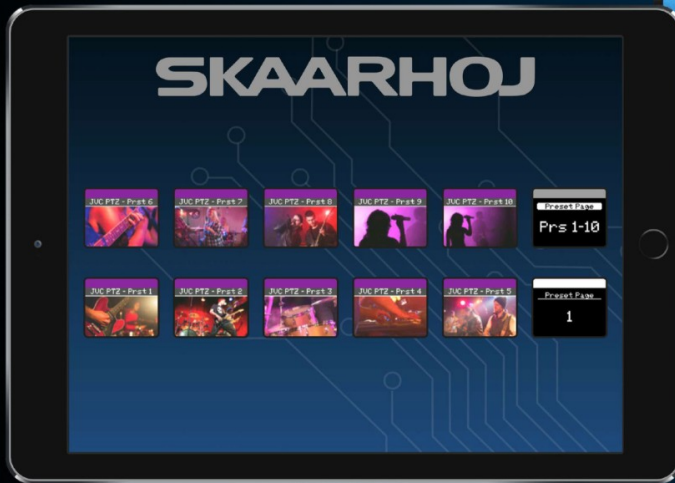 SKAARHOJ
JVC PTZ - Prst 6
JVC PTZ - Prst 7
JVC PTZ - Prst 8
JVC PTZ - Prst 9
JVC PTZ - Prst 10
Preset Page
Prs 1-10
JVC PTZ - Prst 1
JVC PTZ - Prst 2
JVC PTZ - Prst 3
JVC PTZ - Prst 4
JVC PTZ - Prst 5
Preset Page
1